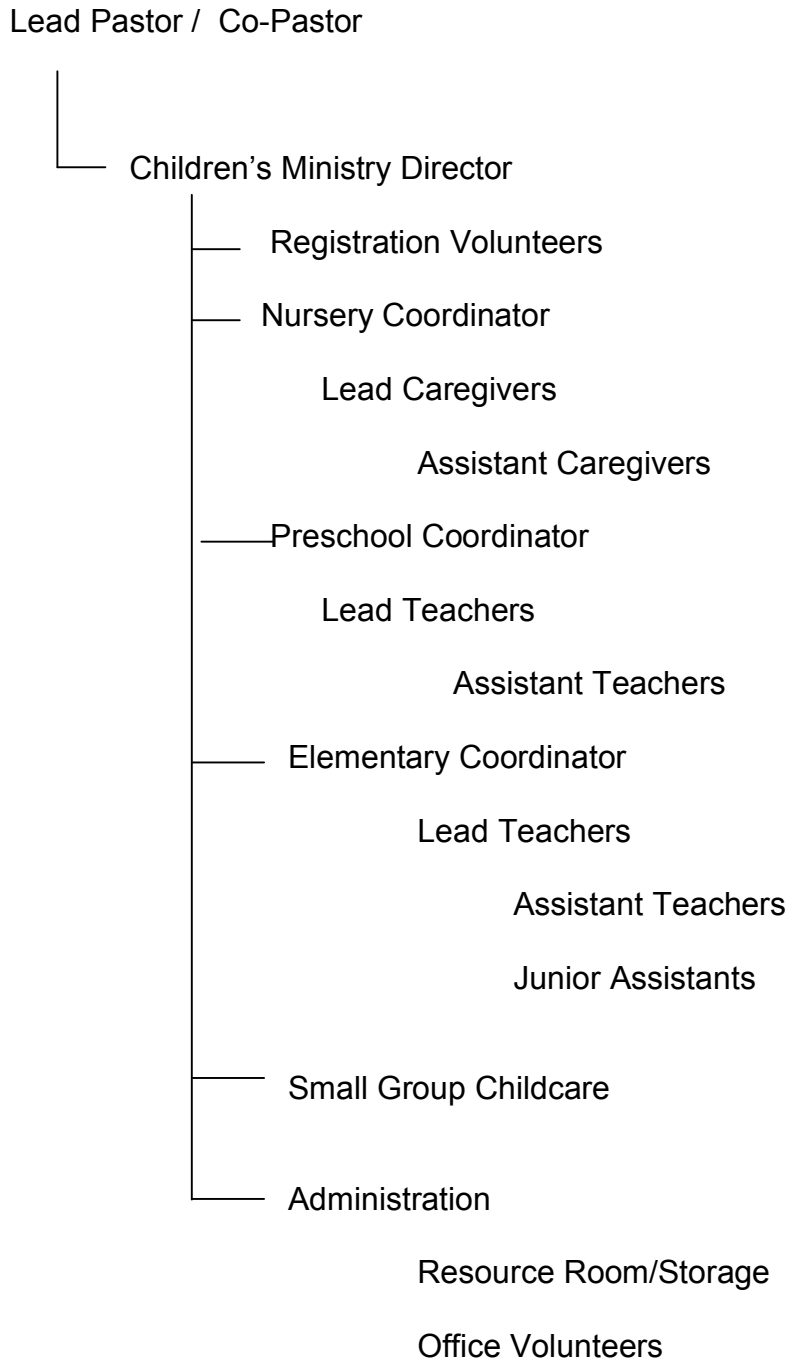 Lead Pastor /  Co-Pastor
Children’s Ministry Director
Registration Volunteers
Nursery Coordinator
Lead Caregivers
Assistant Caregivers
Preschool Coordinator
Lead Teachers
Assistant Teachers
Elementary Coordinator
Lead Teachers
Assistant Teachers
Junior Assistants
Small Group Childcare
Administration
Resource Room/Storage
Office Volunteers